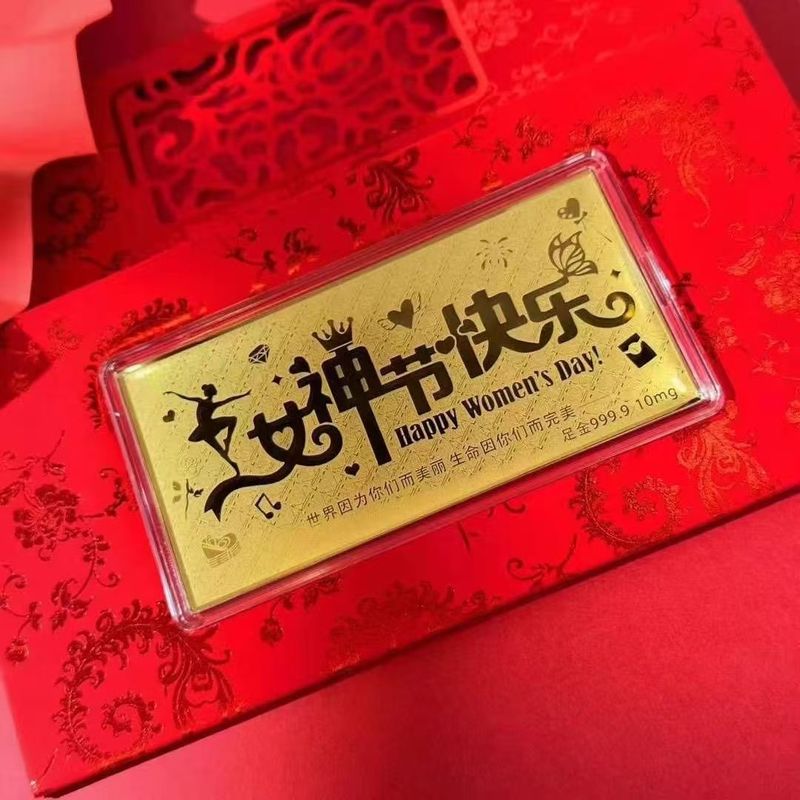 女神节快乐
Happy Women's Day!
世界因为你们而美丽 生命因你们而完美
足金999.9 10mg